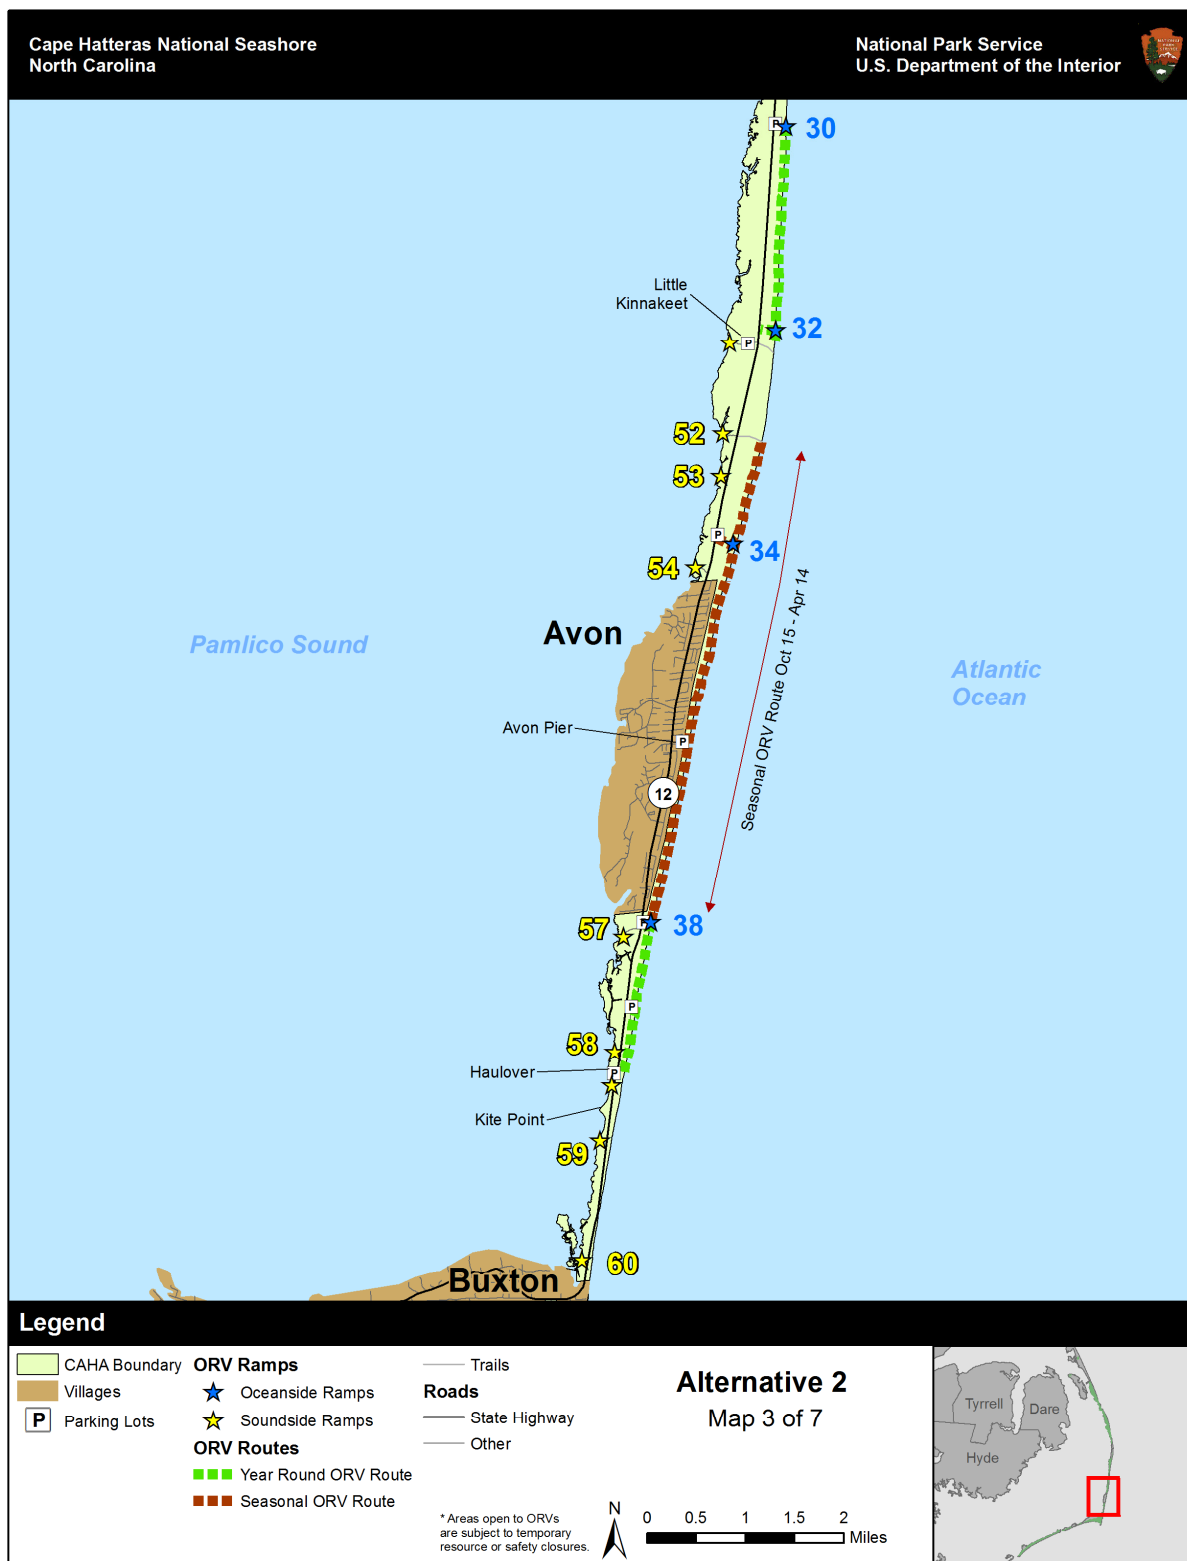 Cape Hatteras National Seashore
North Carolina
National Park Service
U.S. Department of the Interior
P
30
Little
Kinnakeet
32
P
52
53
P
34
54
Avon
Pamlico Sound
Atlantic
Ocean
Seasonal ORV Route Oct 15 - Apr 14
Avon Pier
P
12
57
P
38
P
58
Haulover
P
Kite Point
59
60
Buxton
Legend
CAHA Boundary
Villages
P Parking Lots
ORV Ramps
Oceanside Ramps
Soundside Ramps
ORV Routes
Year Round ORV Route
Seasonal ORV Route
Trails
Roads
State Highway
Other
* Areas open to ORVs
are subject to temporary
resource or safety closures.
Alternative 2
Map 3 of 7
N
0 0.5 1 1.5 2
Miles
Tyrrell
Dare
Hyde